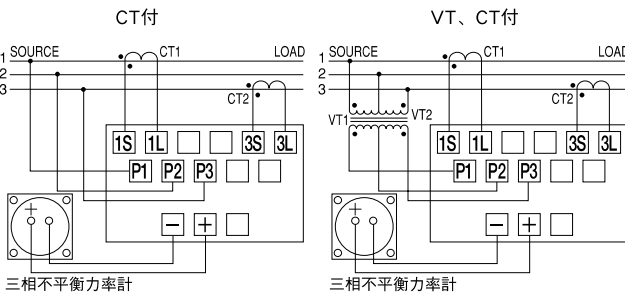 CT付
1 SOURCE
CT1
LOAD
2
3
CT2
1S 1L 3S 3L
P1 P2 P3
− +
+
三相不平衡力率計
VT、CT付
1 SOURCE
CT1
LOAD
2
3
CT2
VT1
VT2
1S 1L 3S 3L
P1 P2 P3
− +
+
三相不平衡力率計